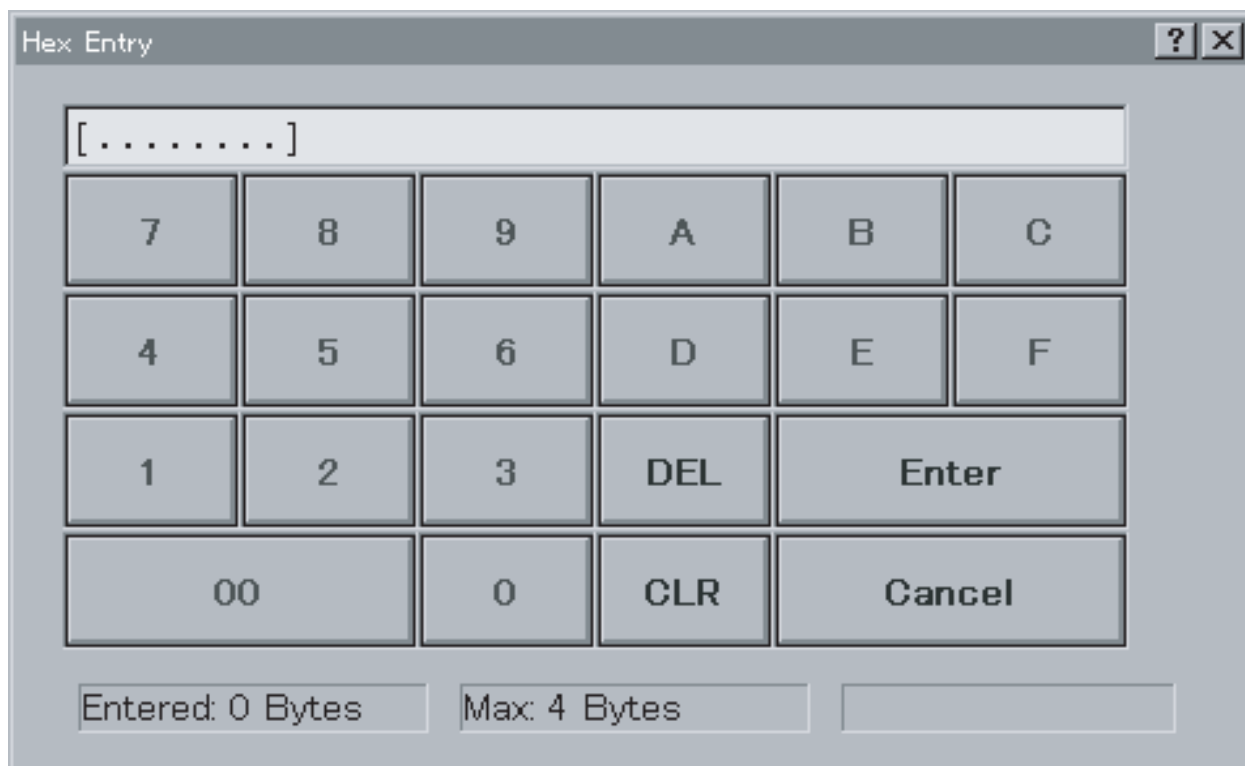 Hex Entry ? ×
[........]
7 8 9 A B C
4 5 6 D E F
1 2 3 DEL Enter
00 0 CLR Cancel
Entered: 0 Bytes Max: 4 Bytes